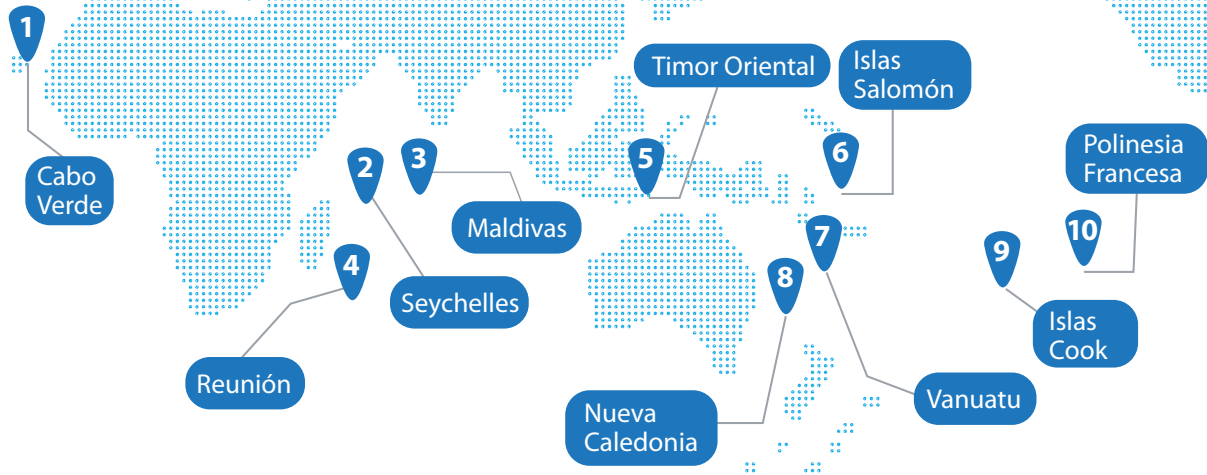 1
Cabo
Verde
2
Seychelles
3
Maldivas
4
Reunión
5
Timor Oriental
6
Islas
Salomón
7
Vanuatu
8
Nueva
Caledonia
9
Islas
Cook
10
Polinesia
Francesa